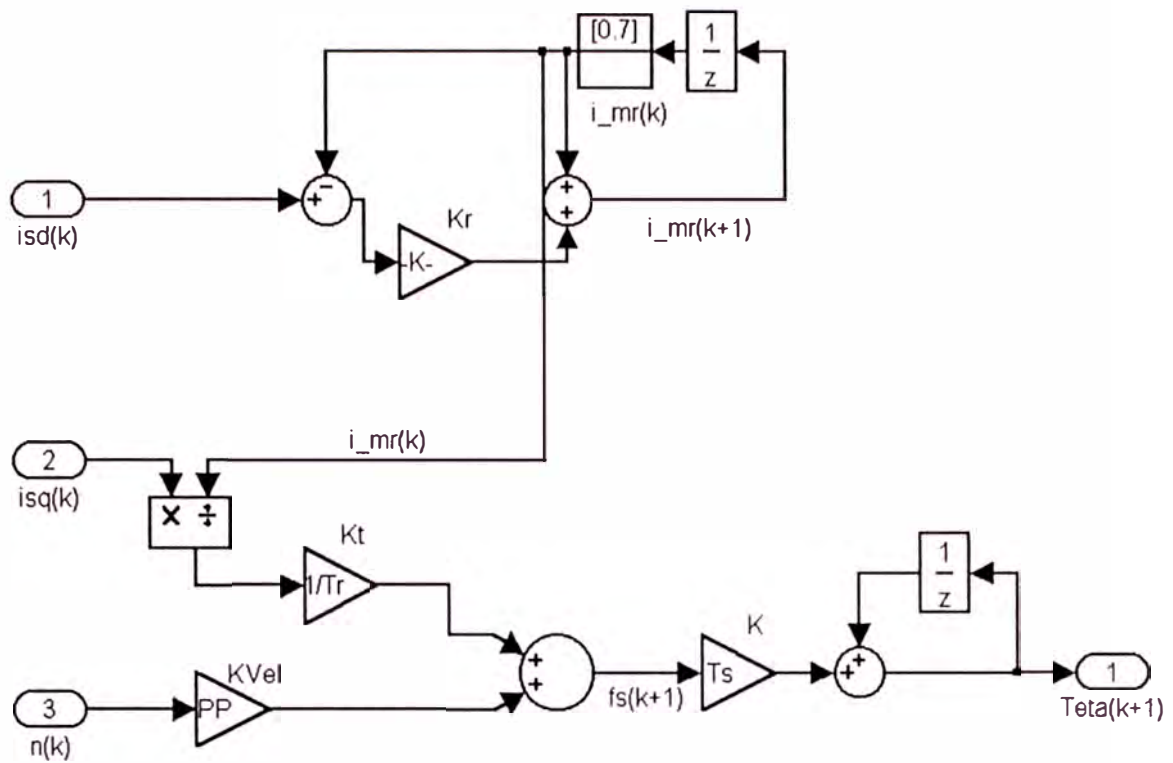 [0,7]
1
z
i_mr(k)
1
+
-
+
+
isd(k)
Kr
i_mr(k+1)
-K-
i_mr(k)
2
isq(k)
× ÷
Kt
1/Tr
1
z
K
KVel
+
+
Ts
+
+
1
3
PP
fs(k+1)
Teta(k+1)
n(k)